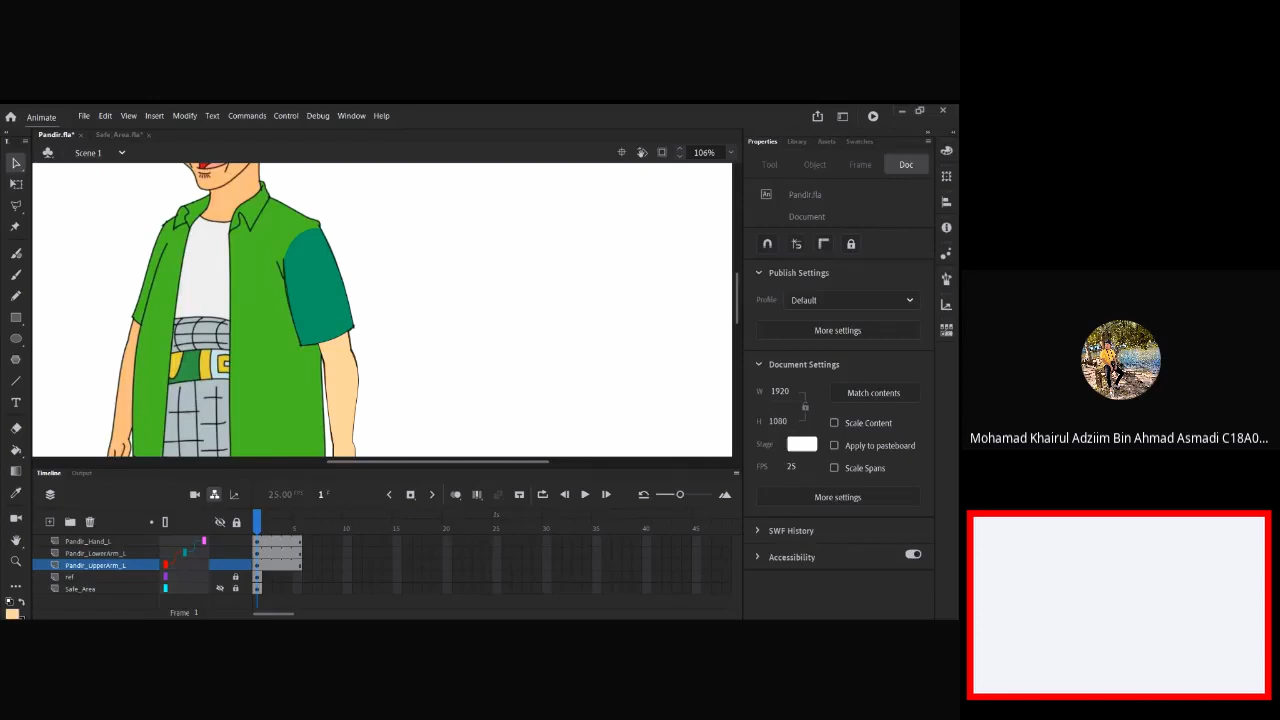 Animate File Edit View Insert Modify Text Commands Control Debug Window Help
Pandir.fla* × Safe_Area.fla* ×
Scene 1 106%
Properties Library Assets Swatches
Tool Object Frame Doc
An Pandir.fla
Document
Publish Settings
Profile Default
More settings
Document Settings
W 1920 Match contents
H 1080 Scale Content
Stage Apply to pasteboard
FPS 25 Scale Spans
More settings
SWF History
Accessibility
Timeline Output
25.00 FPS 1 F
1s
5 10 15 20 25 30 35 40 45
Pandir_Hand_L
Pandir_LowerArm_L
Pandir_UpperArm_L
ref
Safe_Area
Frame 1
Mohamad Khairul Adziim Bin Ahmad Asmadi C18A0...